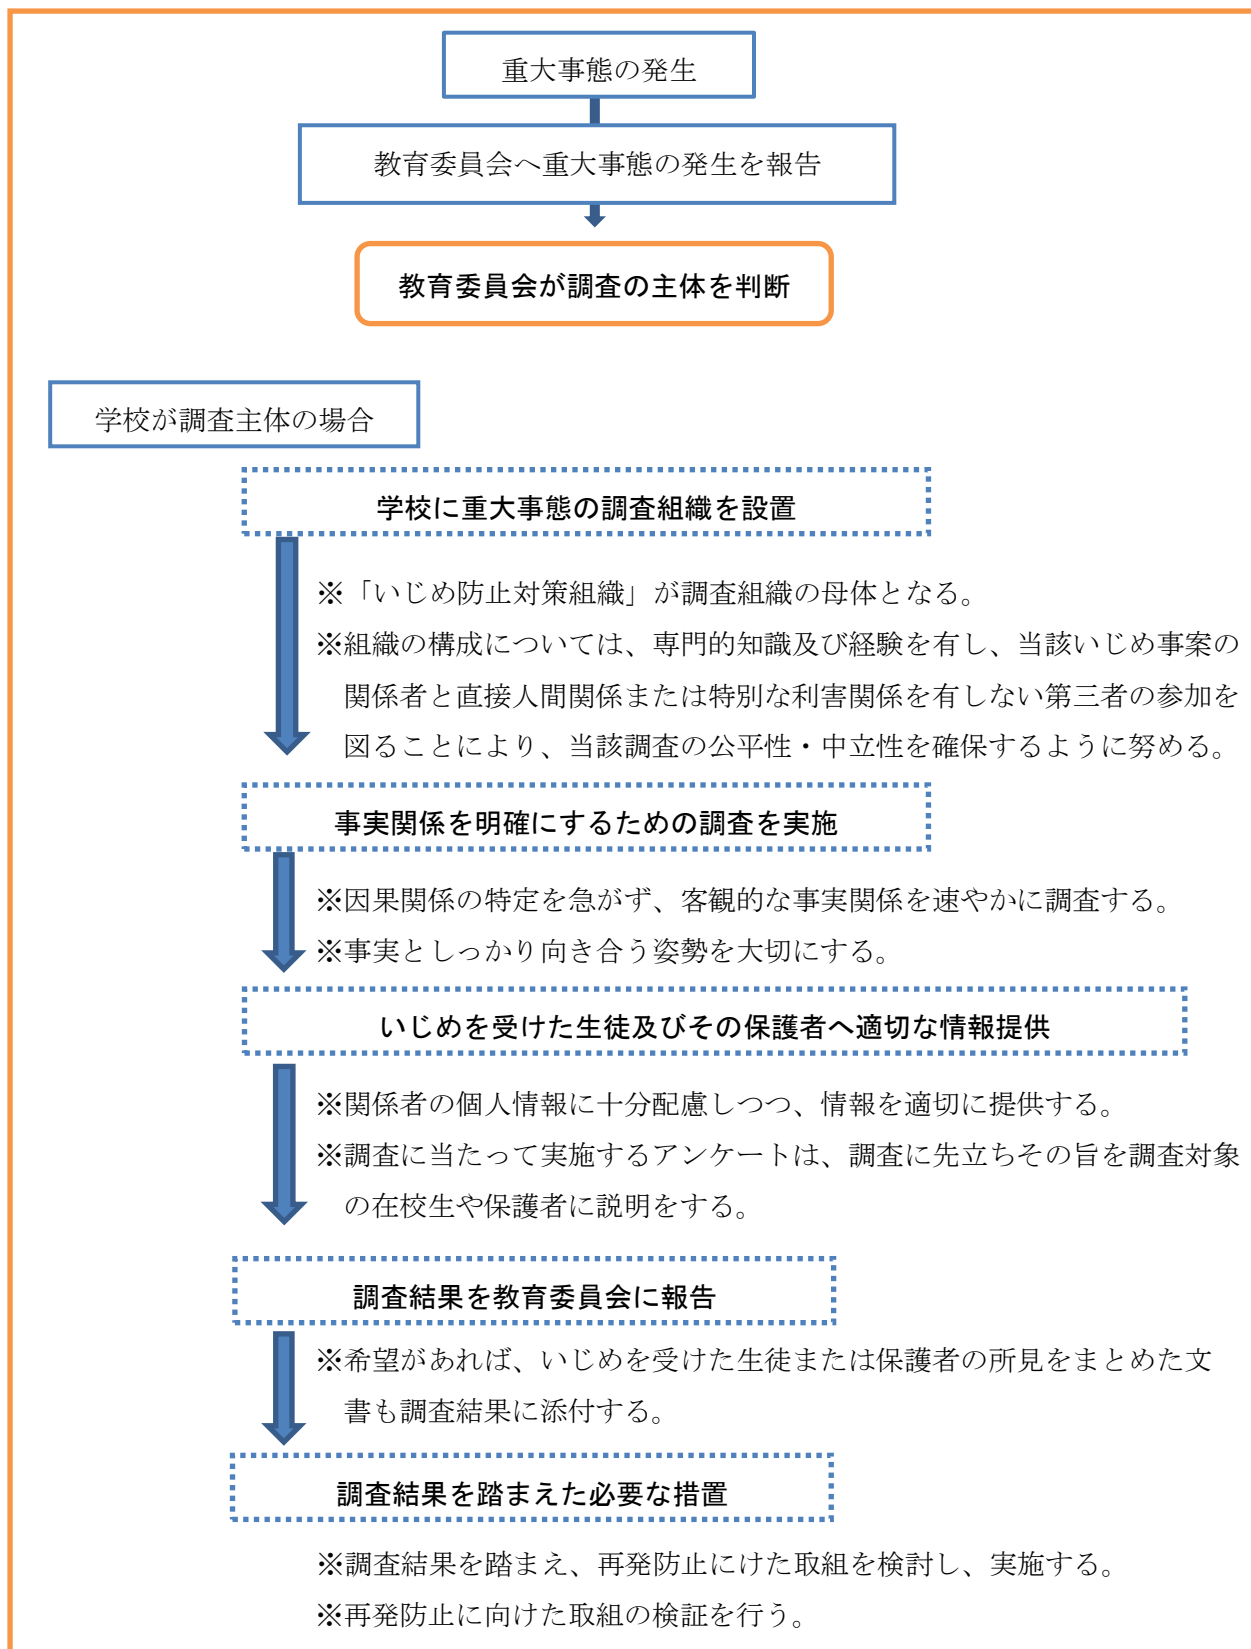 重大事態の発生
教育委員会へ重大事態の発生を報告
教育委員会が調査の主体を判断
学校が調査主体の場合
学校に重大事態の調査組織を設置
※「いじめ防止対策組織」が調査組織の母体となる。
※組織の構成については、専門的知識及び経験を有し、当該いじめ事案の
関係者と直接人間関係または特別な利害関係を有しない第三者の参加を
図ることにより、当該調査の公平性・中立性を確保するように努める。
事実関係を明確にするための調査を実施
※因果関係の特定を急がず、客観的な事実関係を速やかに調査する。
※事実としっかり向き合う姿勢を大切にする。
いじめを受けた生徒及びその保護者へ適切な情報提供
※関係者の個人情報に十分配慮しつつ、情報を適切に提供する。
※調査に当たって実施するアンケートは、調査に先立ちその旨を調査対象
の在校生や保護者に説明をする。
調査結果を教育委員会に報告
※希望があれば、いじめを受けた生徒または保護者の所見をまとめた文
書も調査結果に添付する。
調査結果を踏まえた必要な措置
※調査結果を踏まえ、再発防止にけた取組を検討し、実施する。
※再発防止に向けた取組の検証を行う。